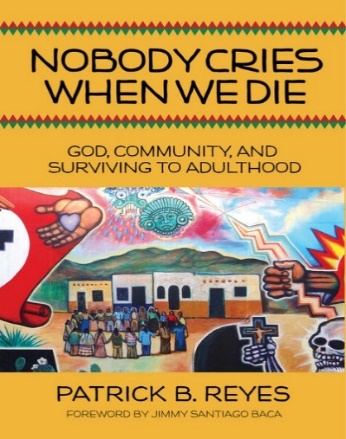 NOBODY CRIES
WHEN WE DIE
GOD, COMMUNITY, AND
SURVIVING TO ADULTHOOD
PATRICK B. REYES
FOREWORD BY JIMMY SANTIAGO BACA